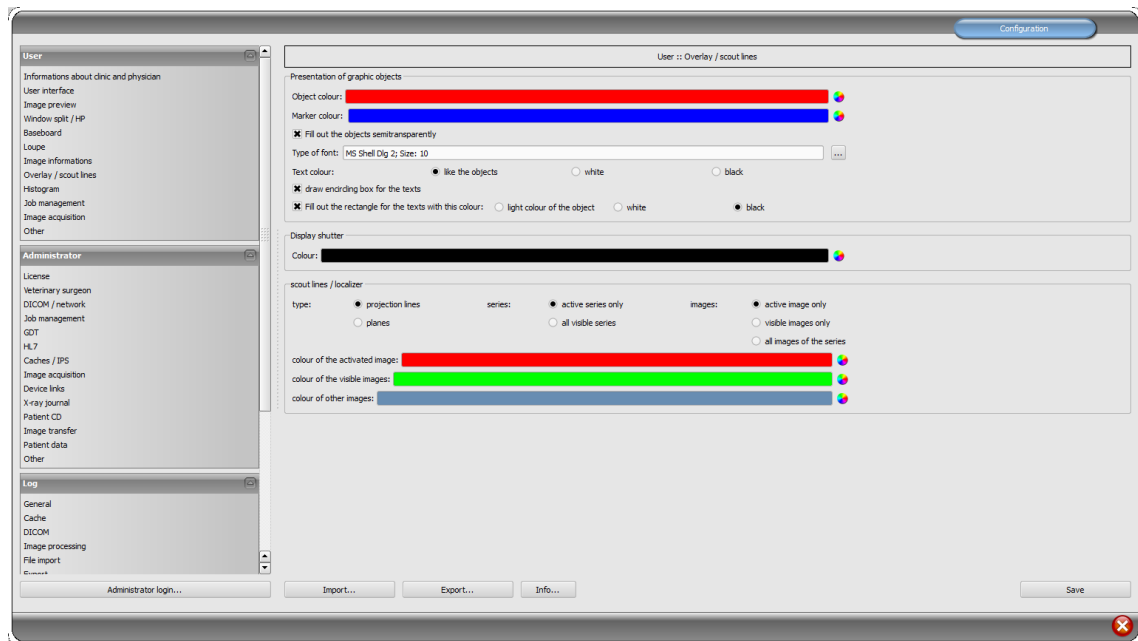 Configuration
User
Informations about clinic and physician
User interface
Image preview
Window split / HP
Baseboard
Loupe
Image informations
Overlay / scout lines
Histogram
Job management
Image acquisition
Other
Administrator
License
Veterinary surgeon
DICOM / network
Job management
GDT
HL7
Caches / IPS
Image acquisition
Device links
X-ray journal
Patient CD
Image transfer
Patient data
Other
Log
General
Cache
DICOM
Image processing
File import
Export
Administrator login...
User :: Overlay / scout lines
Presentation of graphic objects
Object colour:
Marker colour:
Fill out the objects semitransparently
Type of font: MS Shell Dlg 2; Size: 10 ...
Text colour: like the objects white black
draw encirding box for the texts
Fill out the rectangle for the texts with this colour: light colour of the object white black
Display shutter
Colour:
scout lines / localizer
type: projection lines series: active series only images: active image only
planes all visible series visible images only
all images of the series
colour of the activated image:
colour of the visible images:
colour of other images:
Import... Export... Info... Save